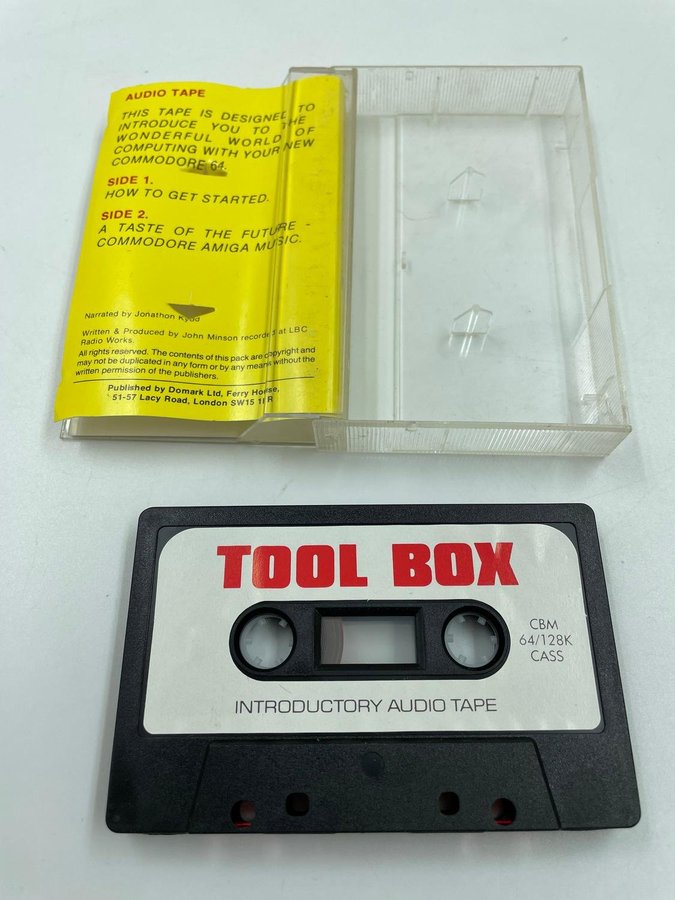 AUDIO TAPE
THIS TAPE IS DESIGNED TO
INTRODUCE YOU TO THE
WONDERFUL WORLD OF
COMPUTING WITH YOUR NEW
COMMODORE 64.
SIDE 1.
HOW TO GET STARTED.
SIDE 2.
A TASTE OF THE FUTURE -
COMMODORE AMIGA MUSIC.
Narrated by Jonathon Kydd
Written & Produced by John Minson recorded at LBC
Radio Works.
All rights reserved. The contents of this pack are copyright and
may not be duplicated in any form or by any means without the
written permission of the publishers.
Published by Domark Ltd, Ferry House,
51-57 Lacy Road, London SW15
TOOL BOX
CBM
64/128K
CASS
INTRODUCTORY AUDIO TAPE